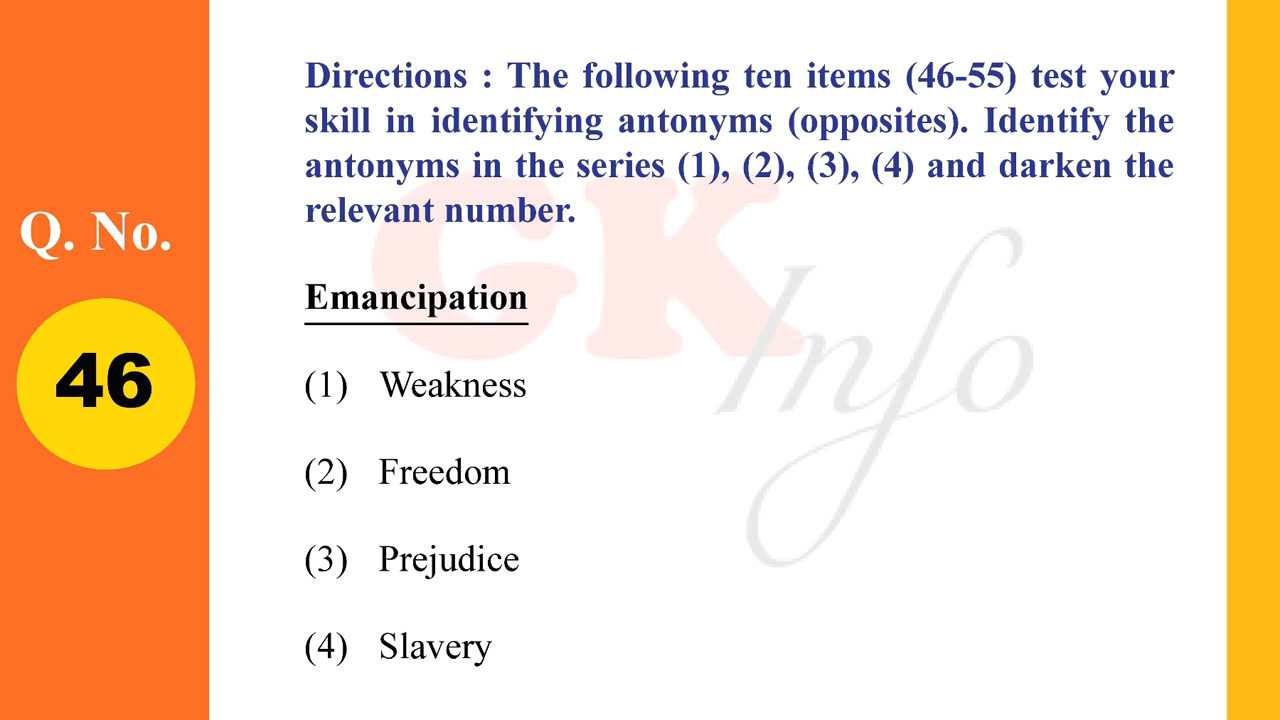 Q. No.
46
Directions : The following ten items (46-55) test your
skill in identifying antonyms (opposites). Identify the
antonyms in the series (1), (2), (3), (4) and darken the
relevant number.
GK
Info
Emancipation
(1) Weakness
(2) Freedom
(3) Prejudice
(4) Slavery